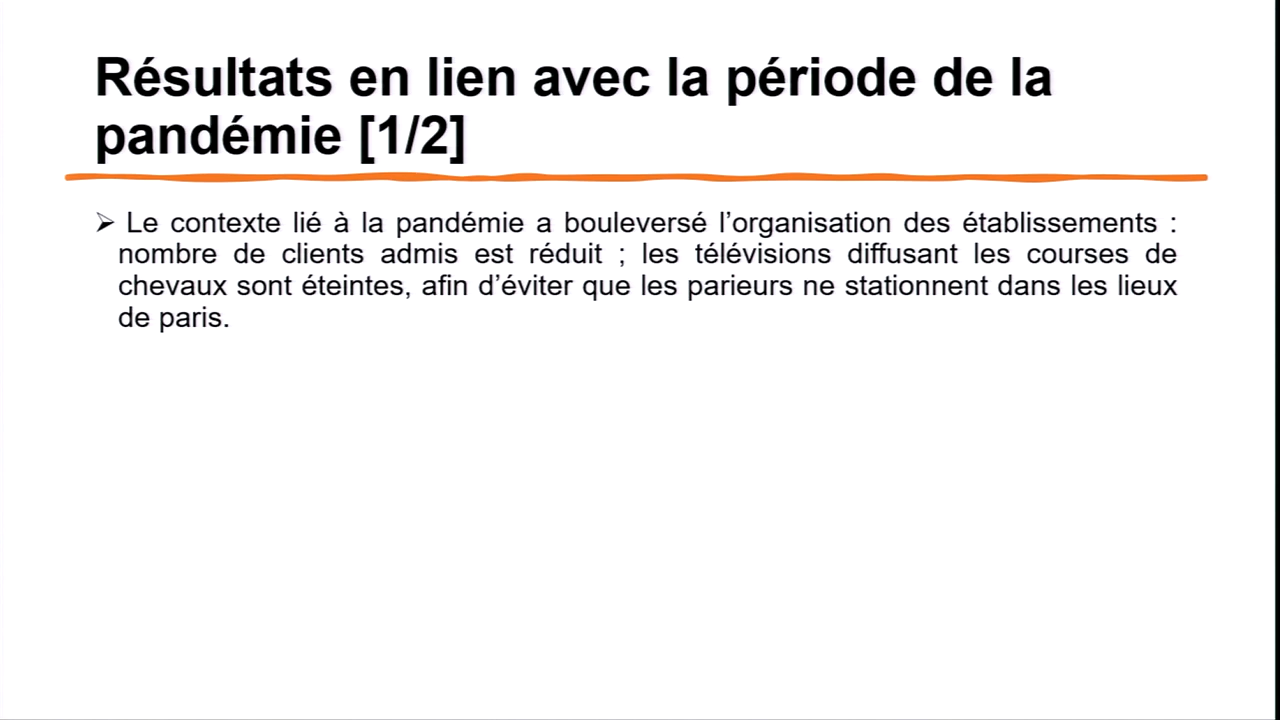 Résultats en lien avec la période de la
pandémie [1/2]
➢ Le contexte lié à la pandémie a bouleversé l’organisation des établissements :
nombre de clients admis est réduit ; les télévisions diffusant les courses de
chevaux sont éteintes, afin d’éviter que les parieurs ne stationnent dans les lieux
de paris.